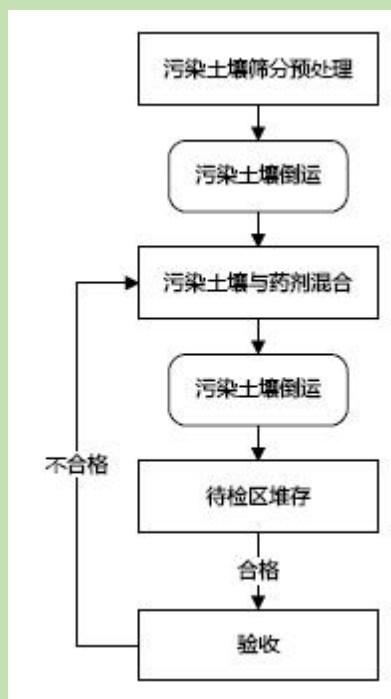 污染土壤筛分预处理
污染土壤倒运
污染土壤与药剂混合
污染土壤倒运
不合格
待检区堆存
合格
验收